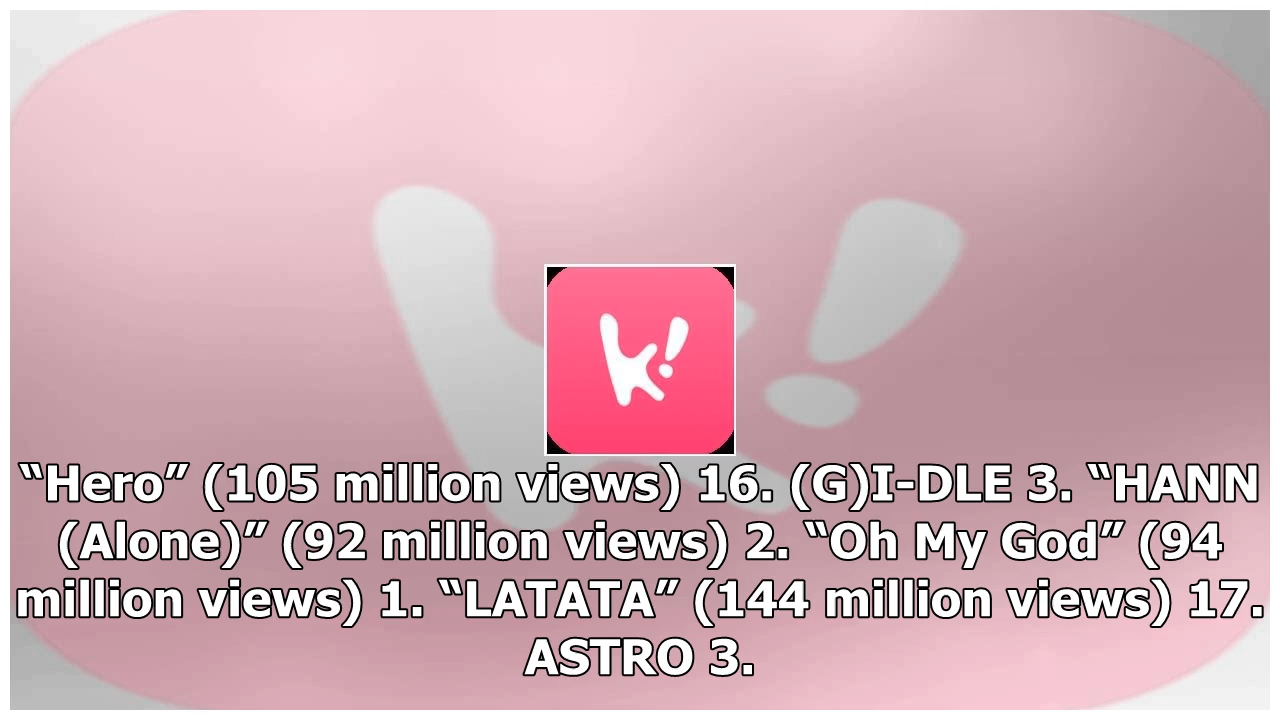 k!
“Hero” (105 million views) 16. (G)I-DLE 3. “HANN
(Alone)” (92 million views) 2. “Oh My God” (94
million views) 1. “LATATA” (144 million views) 17.
ASTRO 3.